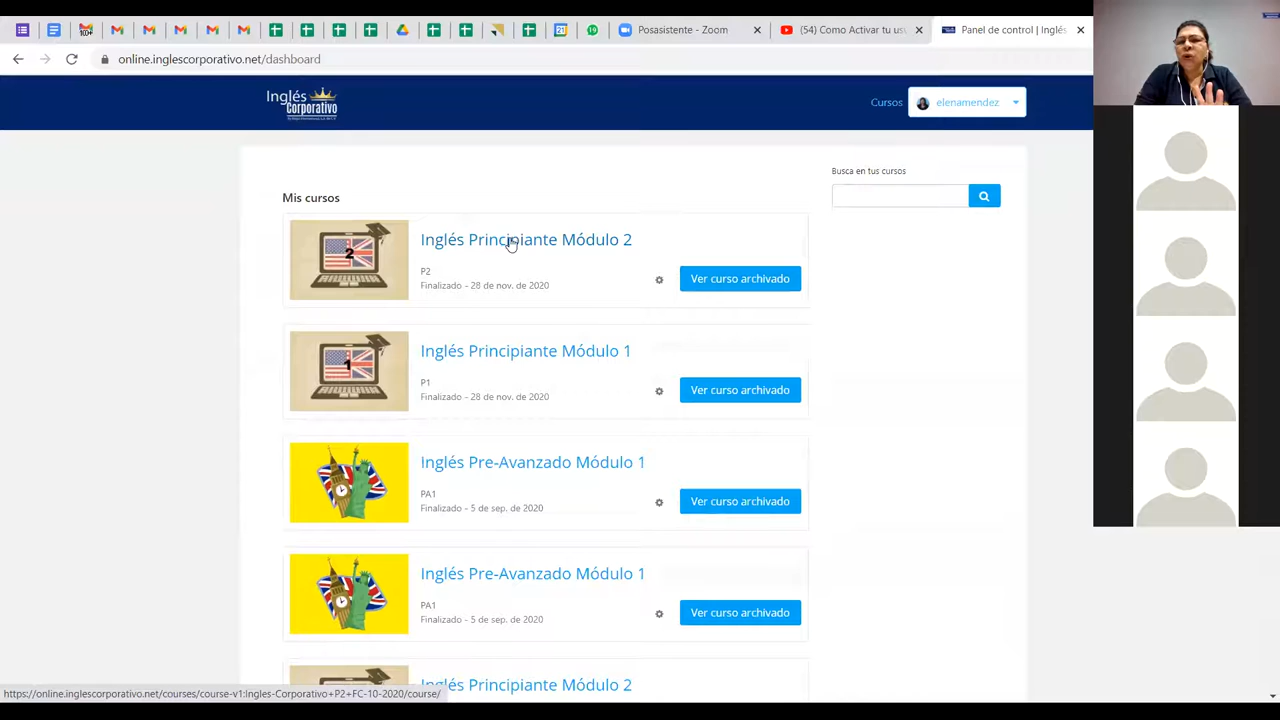 Posasistente - Zoom
(54) Como Activar tu usu
Panel de control | Inglés
online.inglescorporativo.net/dashboard
Inglés
Corporativo
Cursos
elenamendez
Busca en tus cursos
Mis cursos
Inglés Principiante Módulo 2
P2
Finalizado - 28 de nov. de 2020
Ver curso archivado
2
Inglés Principiante Módulo 1
P1
Finalizado - 28 de nov. de 2020
Ver curso archivado
1
Inglés Pre-Avanzado Módulo 1
PA1
Finalizado - 5 de sep. de 2020
Ver curso archivado
Inglés Pre-Avanzado Módulo 1
PA1
Finalizado - 5 de sep. de 2020
Ver curso archivado
Inglés Principiante Módulo 2
https://online.inglescorporativo.net/courses/course-v1:Ingles-Corporativo+P2+FC-10-2020/course/